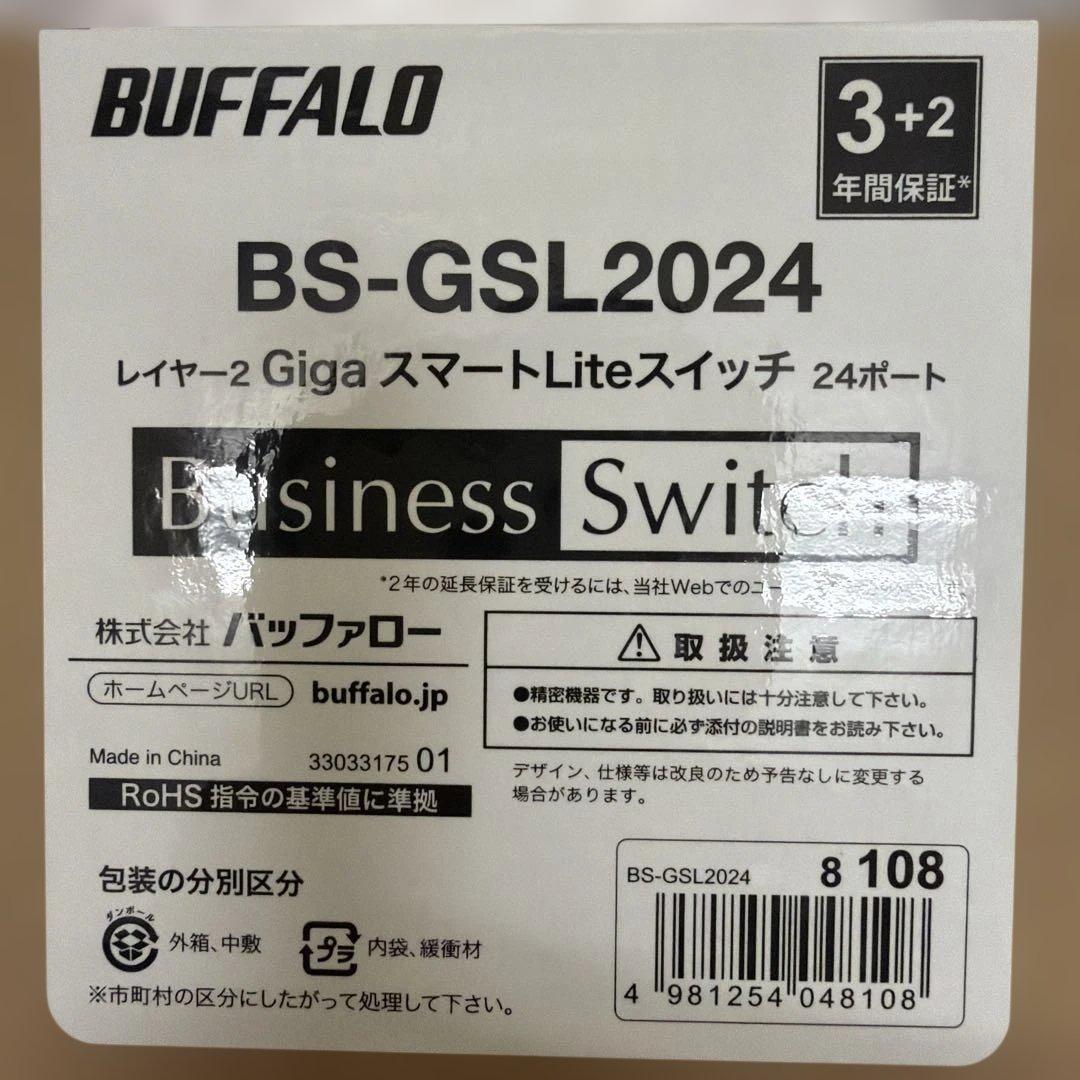 BUFFALO
3+2
年間保証*
BS-GSL2024
レイヤー2 Giga スマートLiteスイッチ 24ポート
Business Switch
*2年の延長保証を受けるには、当社Webでのユー
株式会社 バッファロー
ホームページURL buffalo.jp
Made in China 33033175 01
RoHS 指令の基準値に準拠
⚠取扱注意
●精密機器です。取り扱いには十分注意して下さい。
●お使いになる前に必ず添付の説明書をお読み下さい。
デザイン、仕様等は改良のため予告なしに変更する
場合があります。
包装の分別区分
ダンボール
外箱、中敷
プラ
内袋、緩衝材
※市町村の区分にしたがって処理して下さい。
BS-GSL2024 8 108
4 981254 048108